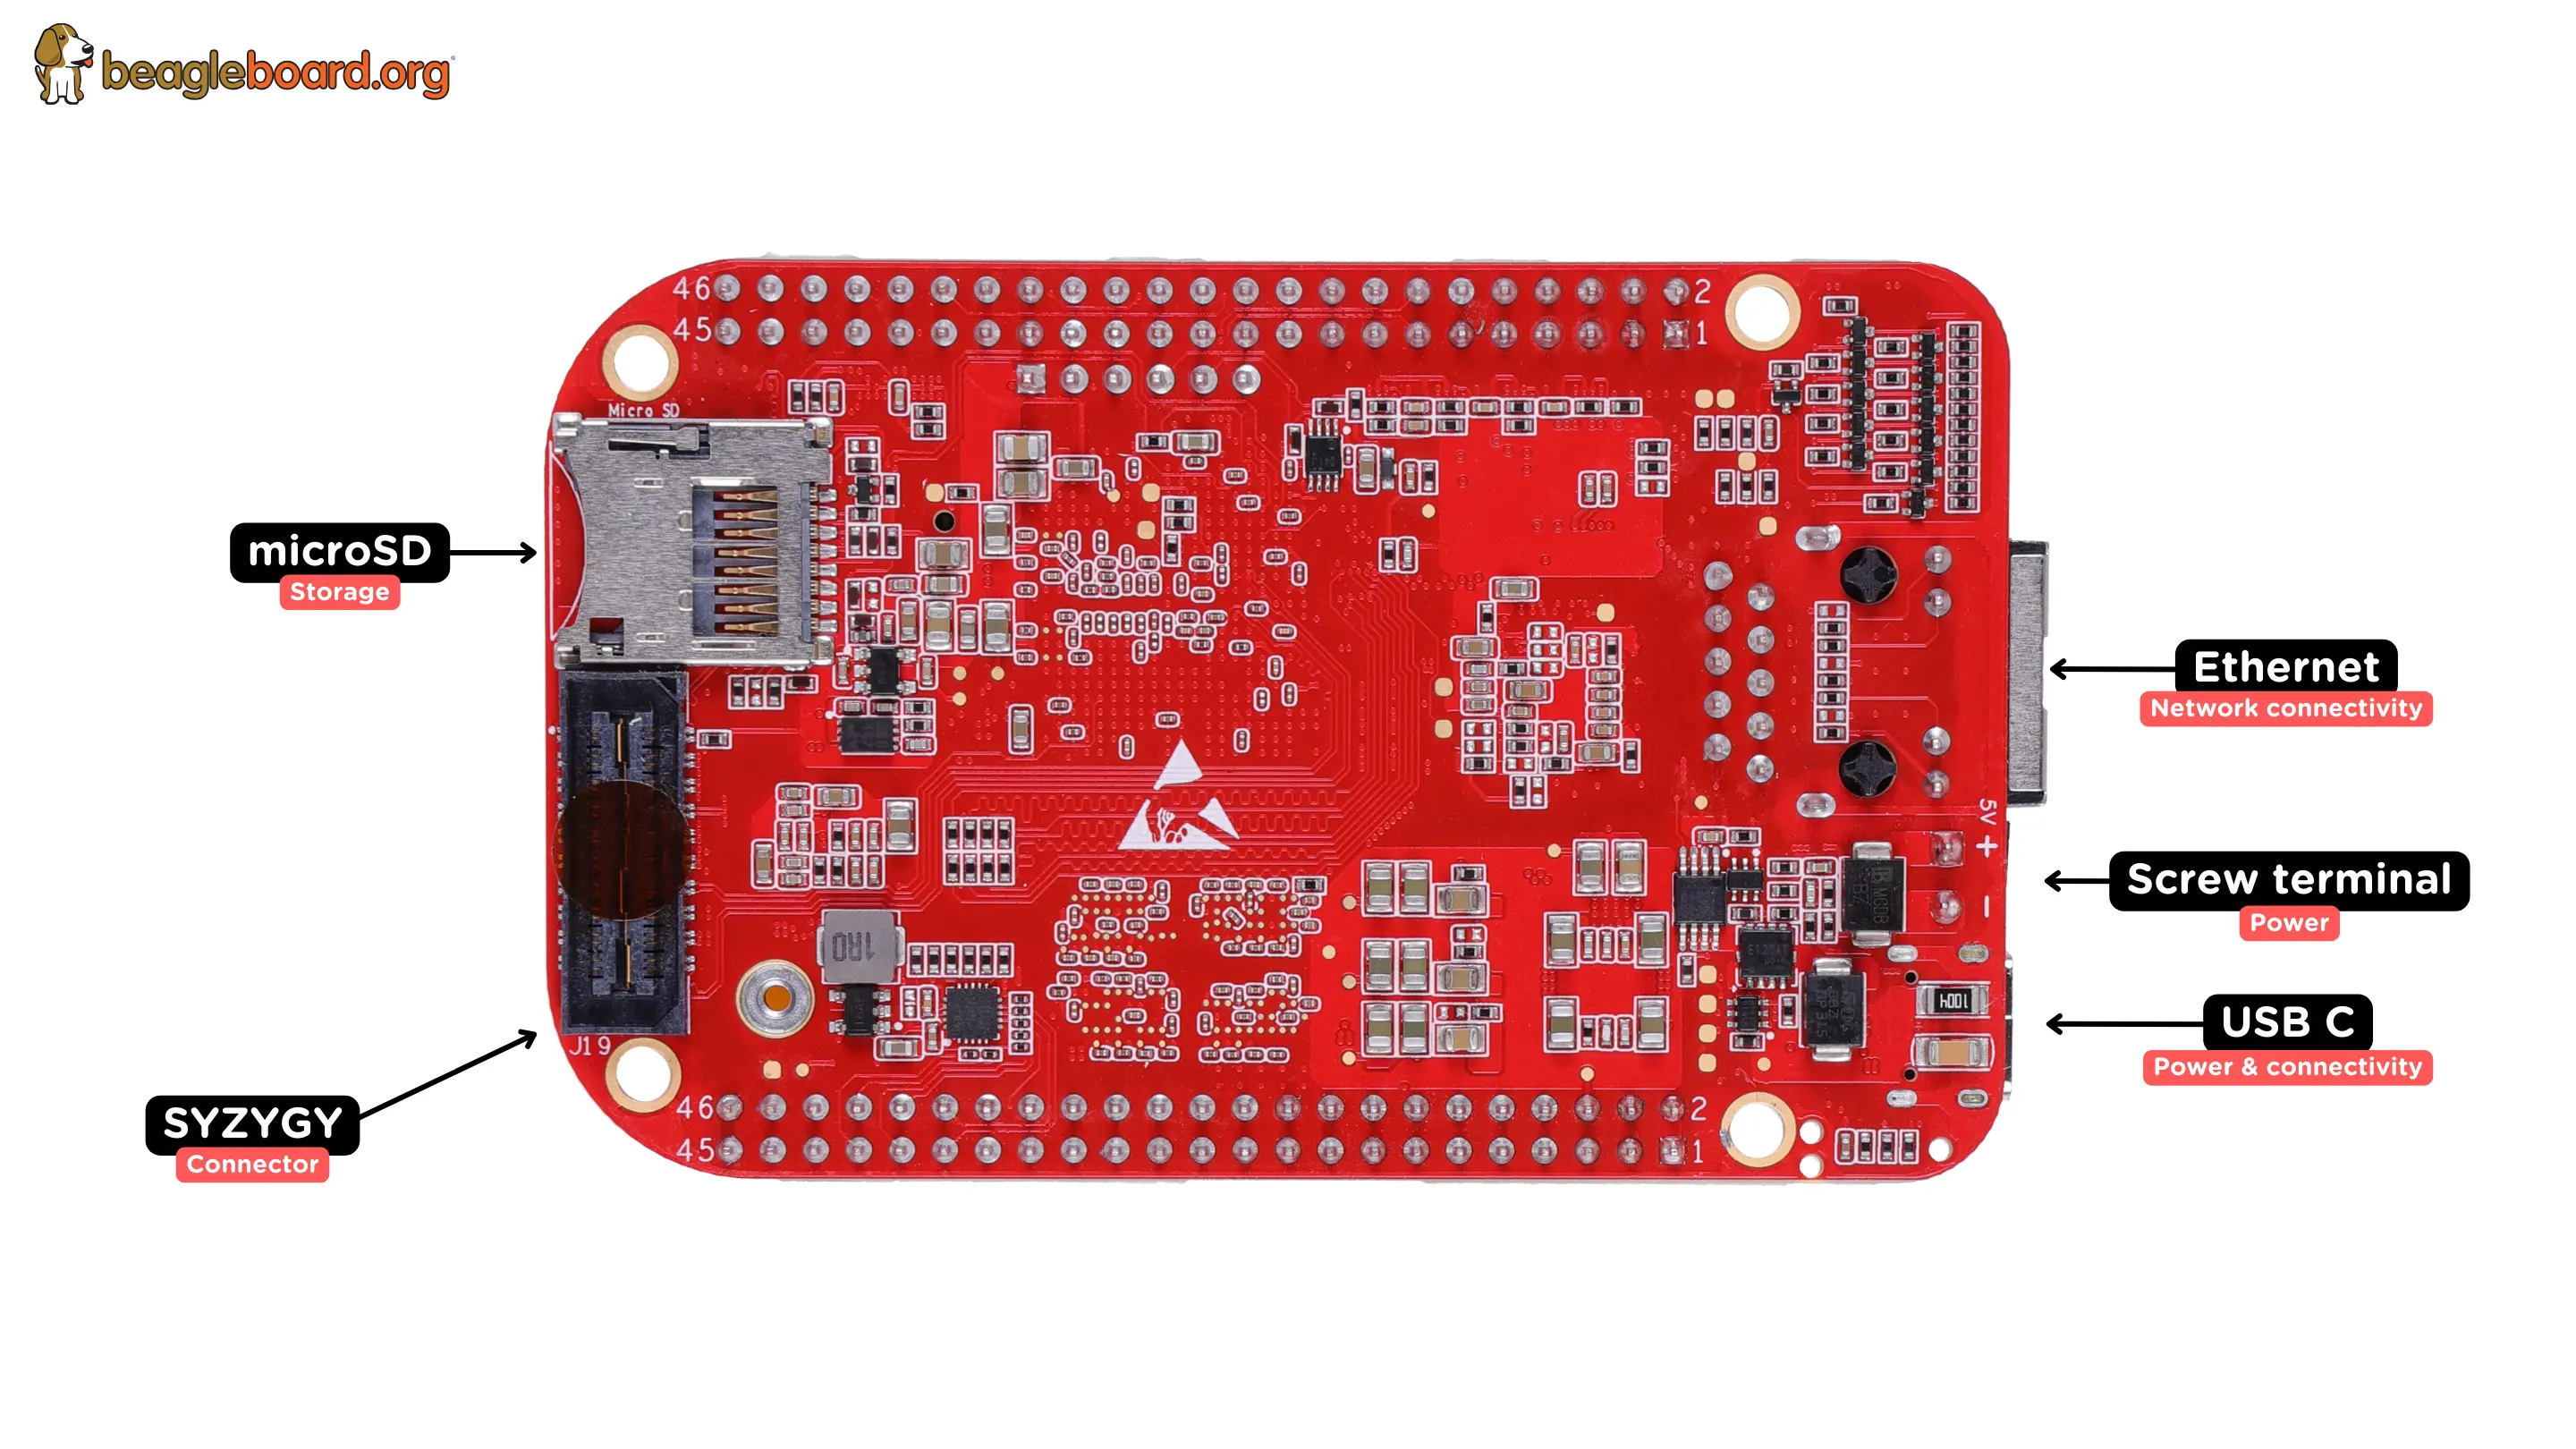 beagleboard.org
46
2
45
1
Micro SD
microSD
Storage
Ethernet
Network connectivity
5V
+
-
Screw terminal
Power
1R0
1004
USB C
Power & connectivity
J19
SYZYGY
Connector
46
2
45
1